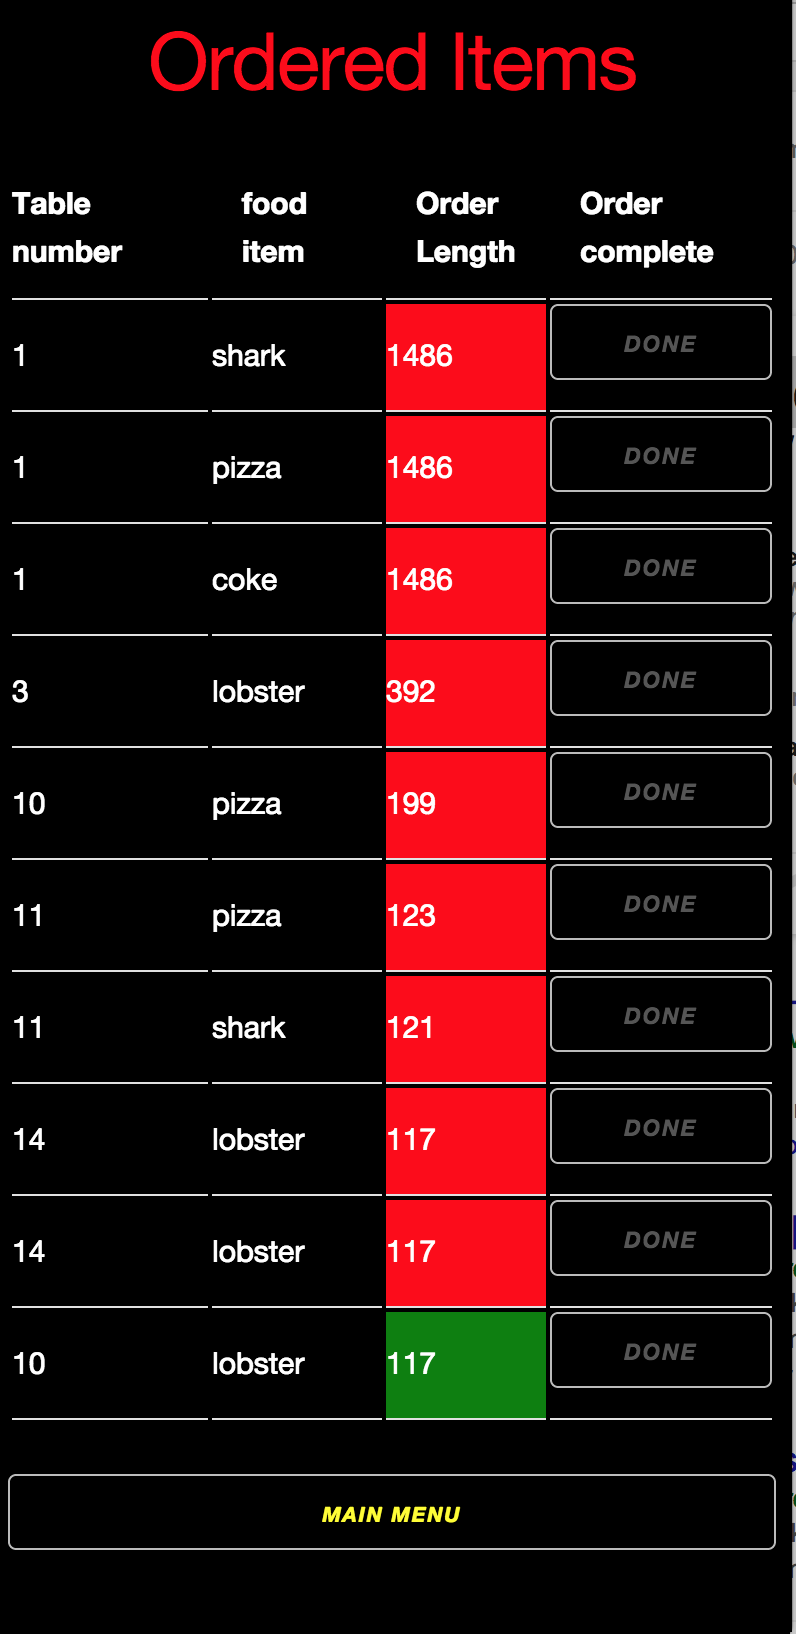 Ordered Items
Table number food item Order Length Order complete
1 shark 1486 DONE
1 pizza 1486 DONE
1 coke 1486 DONE
3 lobster 392 DONE
10 pizza 199 DONE
11 pizza 123 DONE
11 shark 121 DONE
14 lobster 117 DONE
14 lobster 117 DONE
10 lobster 117 DONE
MAIN MENU